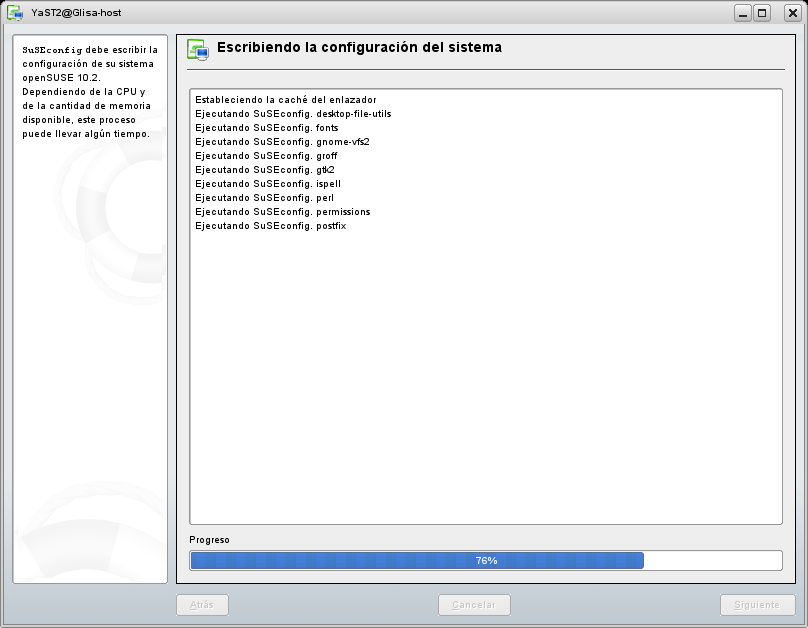 YaST2@Glisa-host
SuSEconfig debe escribir la
configuración de su sistema
openSUSE 10.2.
Dependiendo de la CPU y
de la cantidad de memoria
disponible, este proceso
puede llevar algún tiempo.
Escribiendo la configuración del sistema
Estableciendo la caché del enlazador
Ejecutando SuSEconfig. desktop-file-utils
Ejecutando SuSEconfig. fonts
Ejecutando SuSEconfig. gnome-vfs2
Ejecutando SuSEconfig. groff
Ejecutando SuSEconfig. gtk2
Ejecutando SuSEconfig. ispell
Ejecutando SuSEconfig. perl
Ejecutando SuSEconfig. permissions
Ejecutando SuSEconfig. postfix
Progreso
76%
Atrás
Cancelar
Siguiente